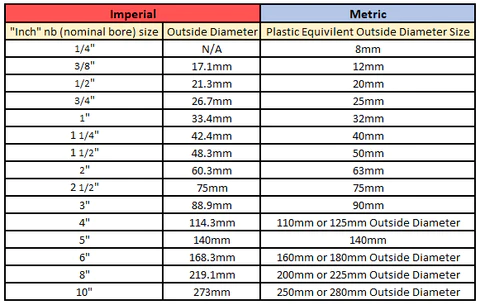 Imperial Metric
"Inch" nb (nominal bore) size Outside Diameter Plastic Equivilent Outside Diameter Size
1/4" N/A 8mm
3/8" 17.1mm 12mm
1/2" 21.3mm 20mm
3/4" 26.7mm 25mm
1" 33.4mm 32mm
1 1/4" 42.4mm 40mm
1 1/2" 48.3mm 50mm
2" 60.3mm 63mm
2 1/2" 75mm 75mm
3" 88.9mm 90mm
4" 114.3mm 110mm or 125mm Outside Diameter
5" 140mm 140mm
6" 168.3mm 160mm or 180mm Outside Diameter
8" 219.1mm 200mm or 225mm Outside Diameter
10" 273mm 250mm or 280mm Outside Diameter